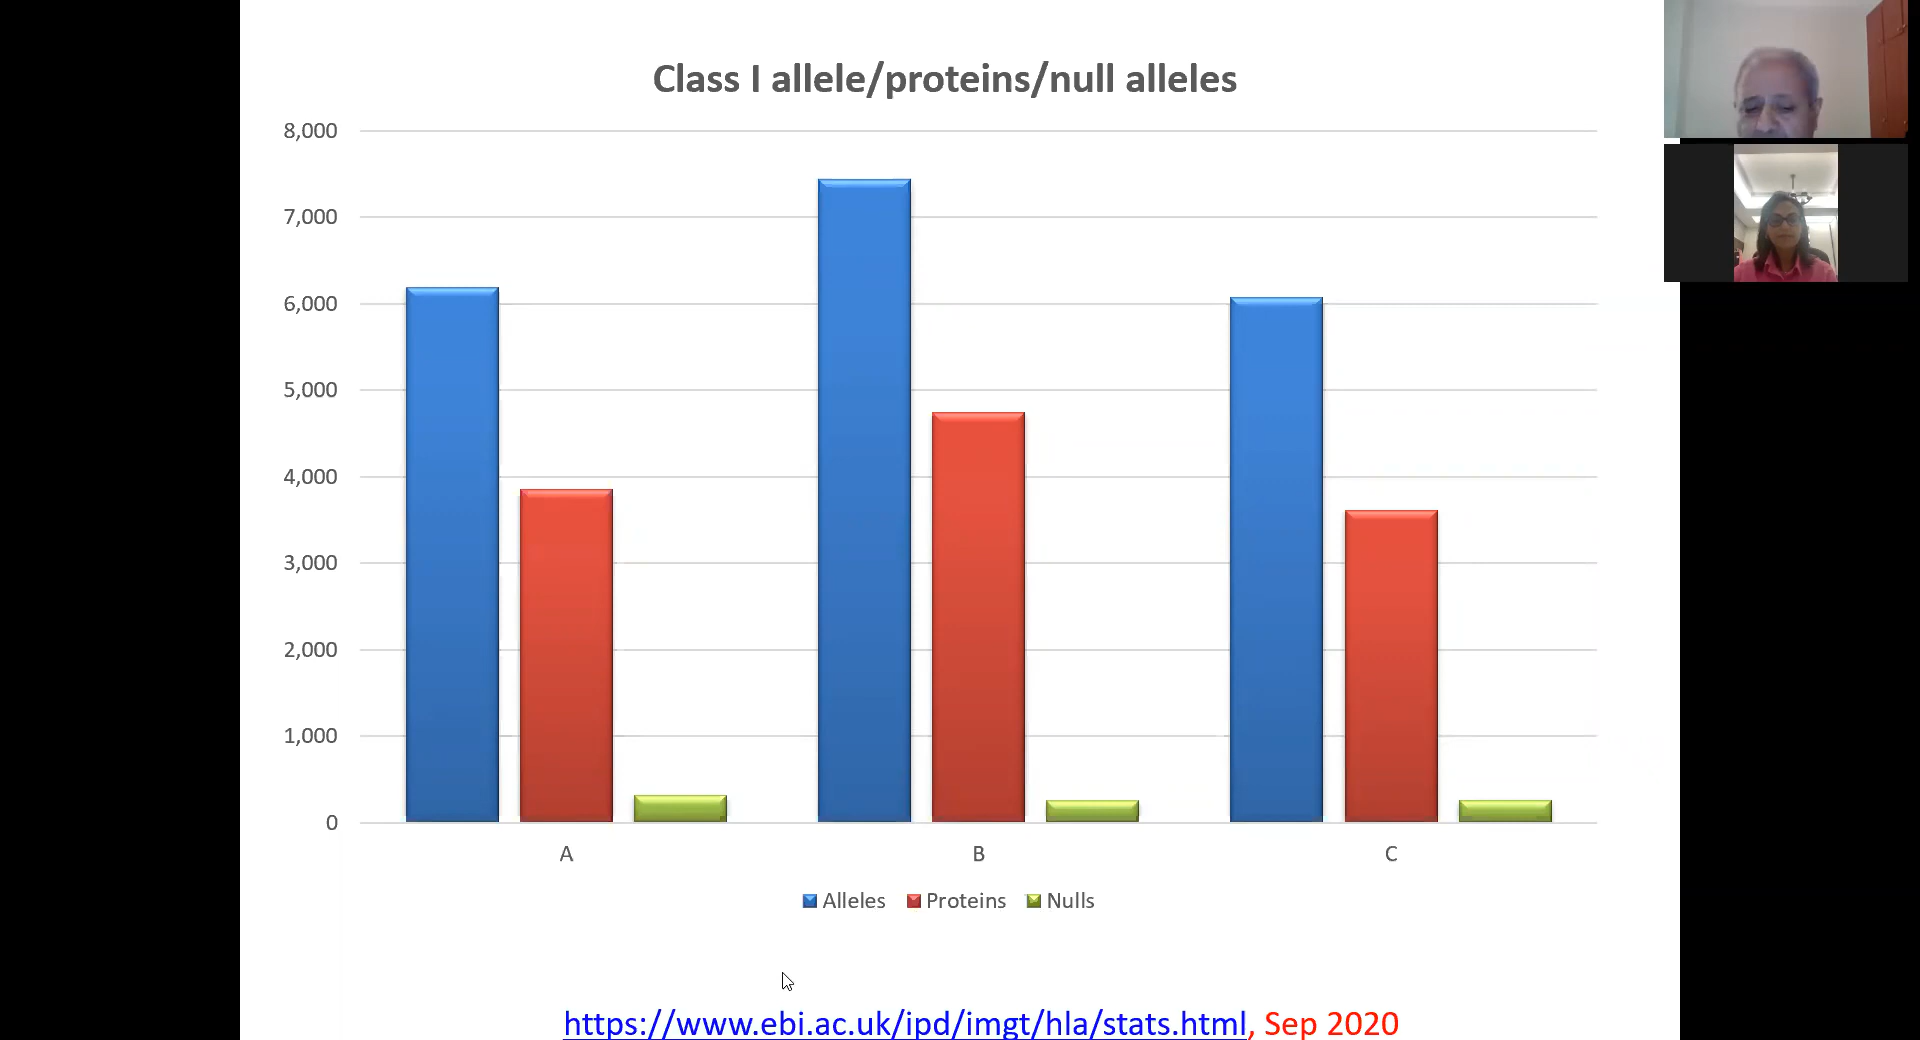 Class I allele/proteins/null alleles
8,000
7,000
6,000
5,000
4,000
3,000
2,000
1,000
0
A B C
Alleles Proteins Nulls
https://www.ebi.ac.uk/ipd/imgt/hla/stats.html, Sep 2020